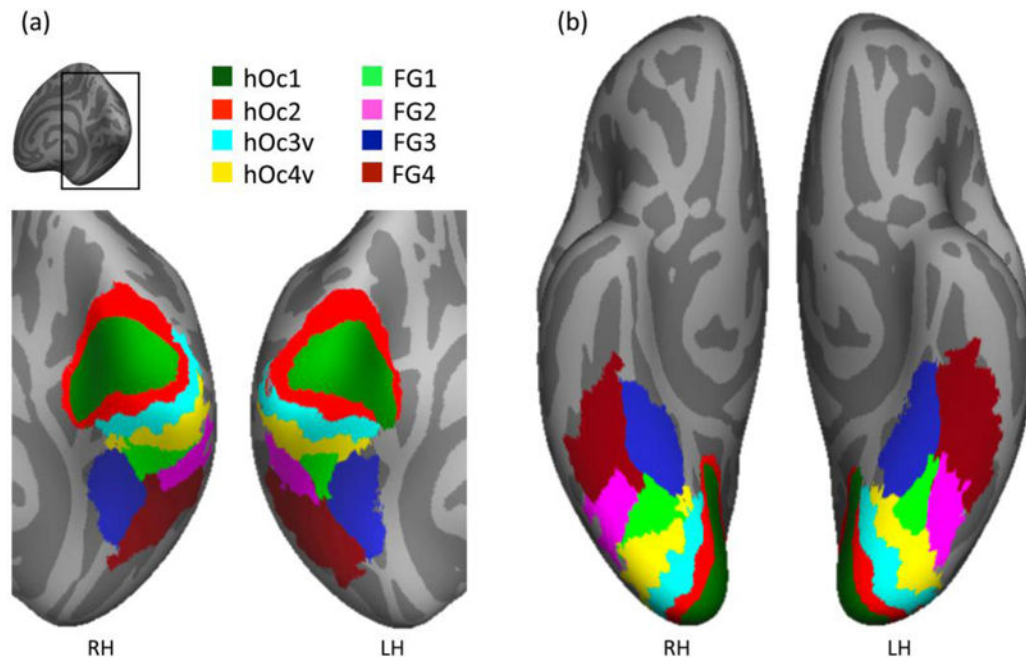 (a)
(b)
hOc1
FG1
hOc2
FG2
hOc3v
FG3
hOc4v
FG4
RH
LH
RH
LH